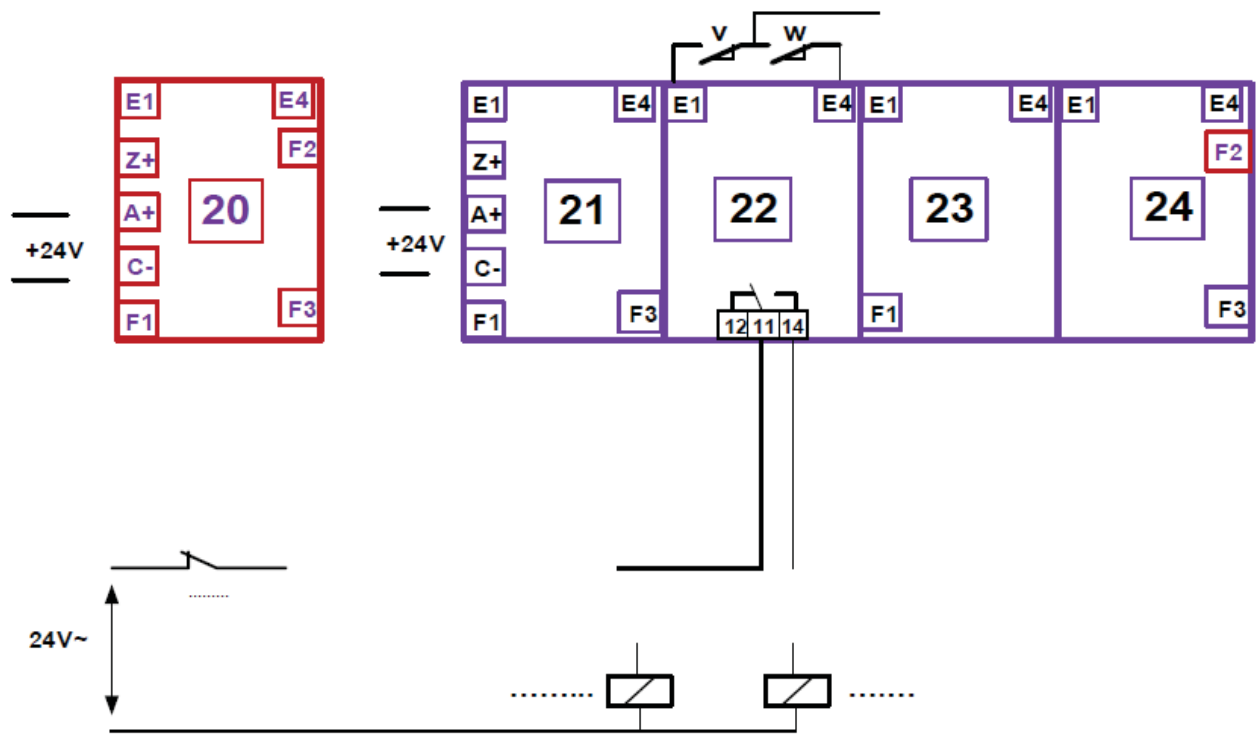 V W
E1 E4 E1 E4 E1 E4 E1 E4 E1 E4
F2 F2
Z+ Z+
A+ 20 A+ 21 22 23 24
+24V +24V
C- C-
F1 F3 F1 F3 F1 F3
12 11 14
.........
24V~
......... .......